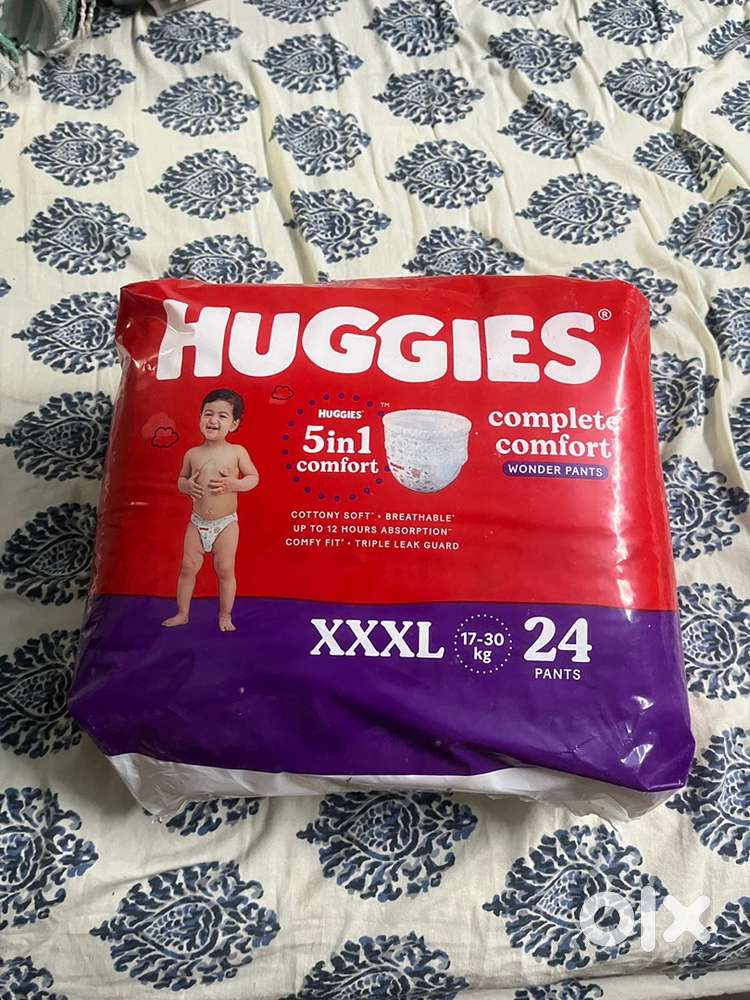 HUGGIES®
HUGGIES™
5in1
comfort
complete
comfort
WONDER PANTS
COTTONY SOFT* • BREATHABLE*
UP TO 12 HOURS ABSORPTION**
COMFY FIT* • TRIPLE LEAK GUARD
XXXL
17-30
kg
24
PANTS
olx